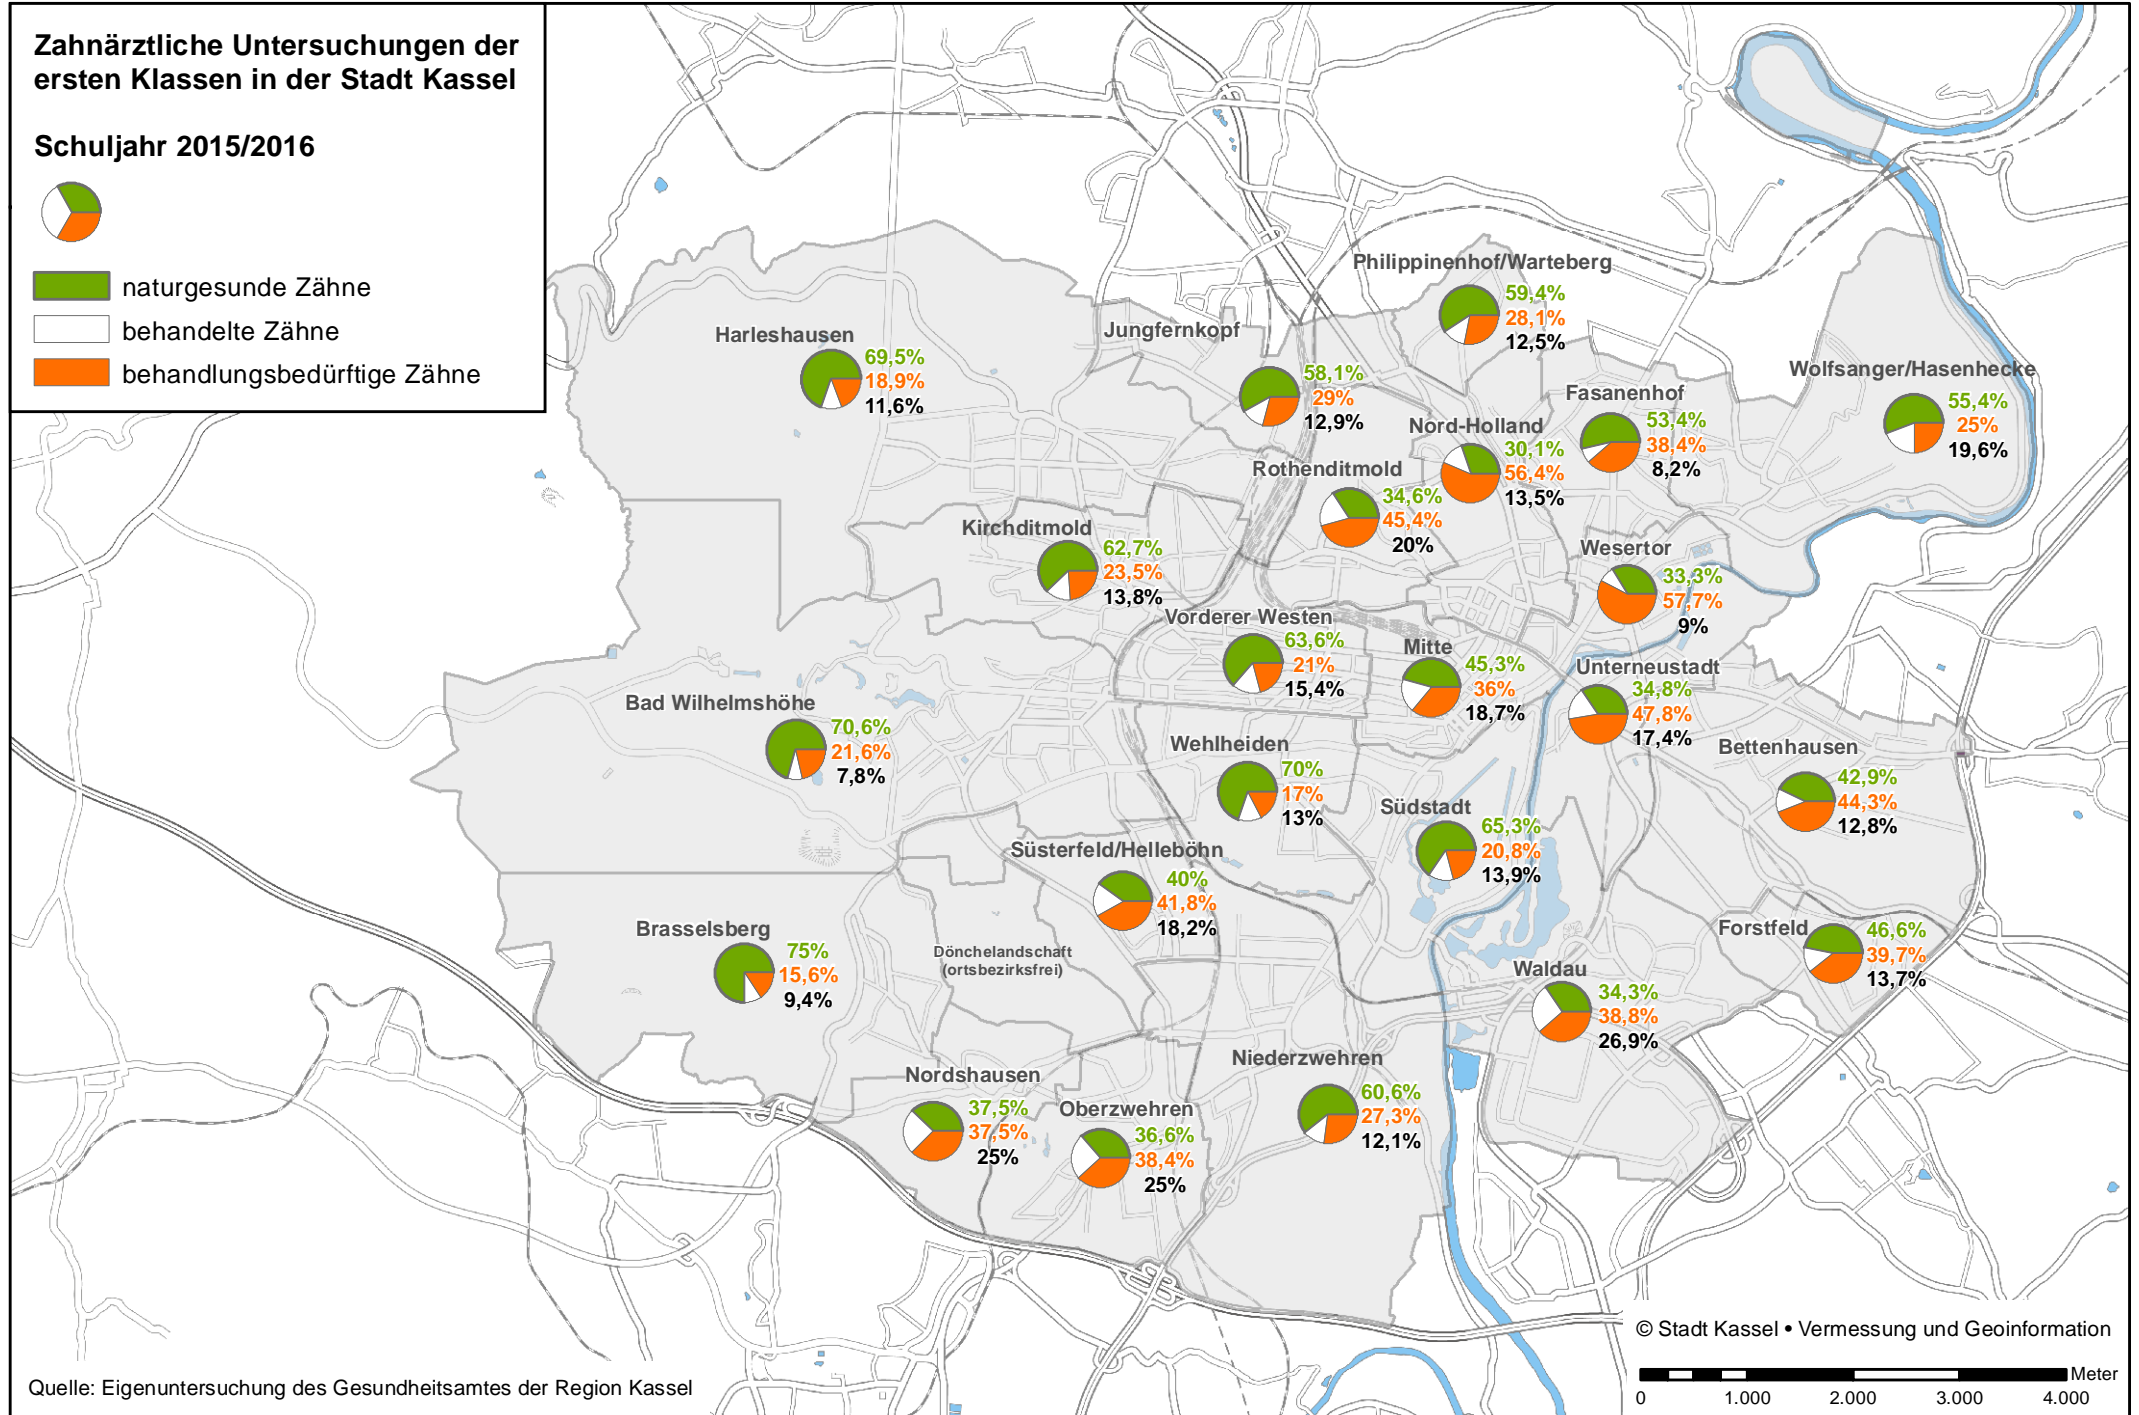 Zahnärztliche Untersuchungen der
ersten Klassen in der Stadt Kassel
Schuljahr 2015/2016
naturgesunde Zähne
behandelte Zähne
behandlungsbedürftige Zähne
Philippinenhof/Warteberg
59,4%
28,1%
12,5%
Harleshausen
69,5%
18,9%
11,6%
Jungfernkopf
58,1%
29%
12,9%
Wolfsanger/Hasenhecke
55,4%
25%
19,6%
Fasanenhof
53,4%
38,4%
8,2%
Nord-Holland
30,1%
56,4%
13,5%
Rothenditmold
34,6%
45,4%
20%
Kirchditmold
62,7%
23,5%
13,8%
Wesertor
33,3%
57,7%
9%
Vorderer Westen
63,6%
21%
15,4%
Mitte
45,3%
36%
18,7%
Unterneustadt
34,8%
47,8%
17,4%
Bad Wilhelmshöhe
70,6%
21,6%
7,8%
Wehlheiden
70%
17%
13%
Bettenhausen
42,9%
44,3%
12,8%
Südstadt
65,3%
20,8%
13,9%
Süsterfeld/Helleböhn
40%
41,8%
18,2%
Brasselsberg
75%
15,6%
9,4%
Dönchelandschaft
(ortsbezirksfrei)
Forstfeld
46,6%
39,7%
13,7%
Waldau
34,3%
38,8%
26,9%
Niederzwehren
60,6%
27,3%
12,1%
Nordshausen
37,5%
37,5%
25%
Oberzwehren
36,6%
38,4%
25%
© Stadt Kassel • Vermessung und Geoinformation
Meter
0 1.000 2.000 3.000 4.000
Quelle: Eigenuntersuchung des Gesundheitsamtes der Region Kassel